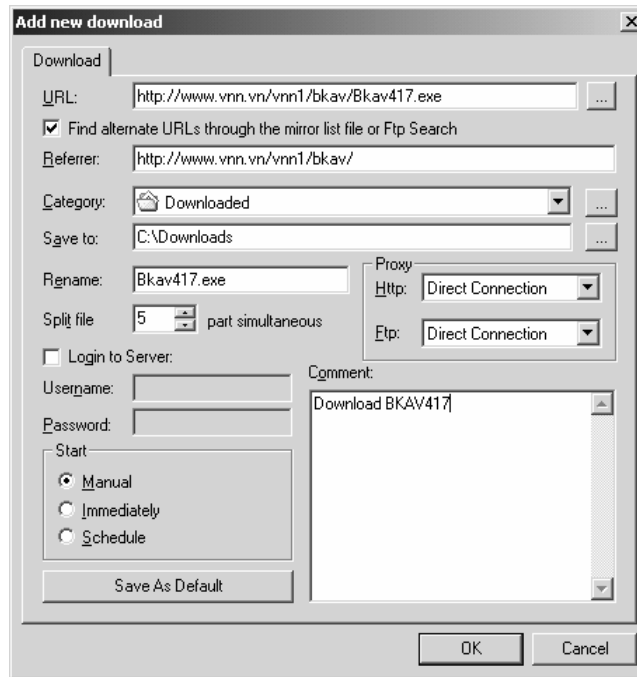 Add new download
Download
URL: http://www.vnn.vn/vnn1/bkav/Bkav417.exe ...
Find alternate URLs through the mirror list file or Ftp Search
Referrer: http://www.vnn.vn/vnn1/bkav/
Category: Downloaded ...
Save to: C:\Downloads ...
Rename: Bkav417.exe
Split file 5 part simultaneous
Proxy
Http: Direct Connection
Ftp: Direct Connection
Login to Server:
Username:
Password:
Comment:
Download BKAV417
Start
Manual
Immediately
Schedule
Save As Default
OK Cancel